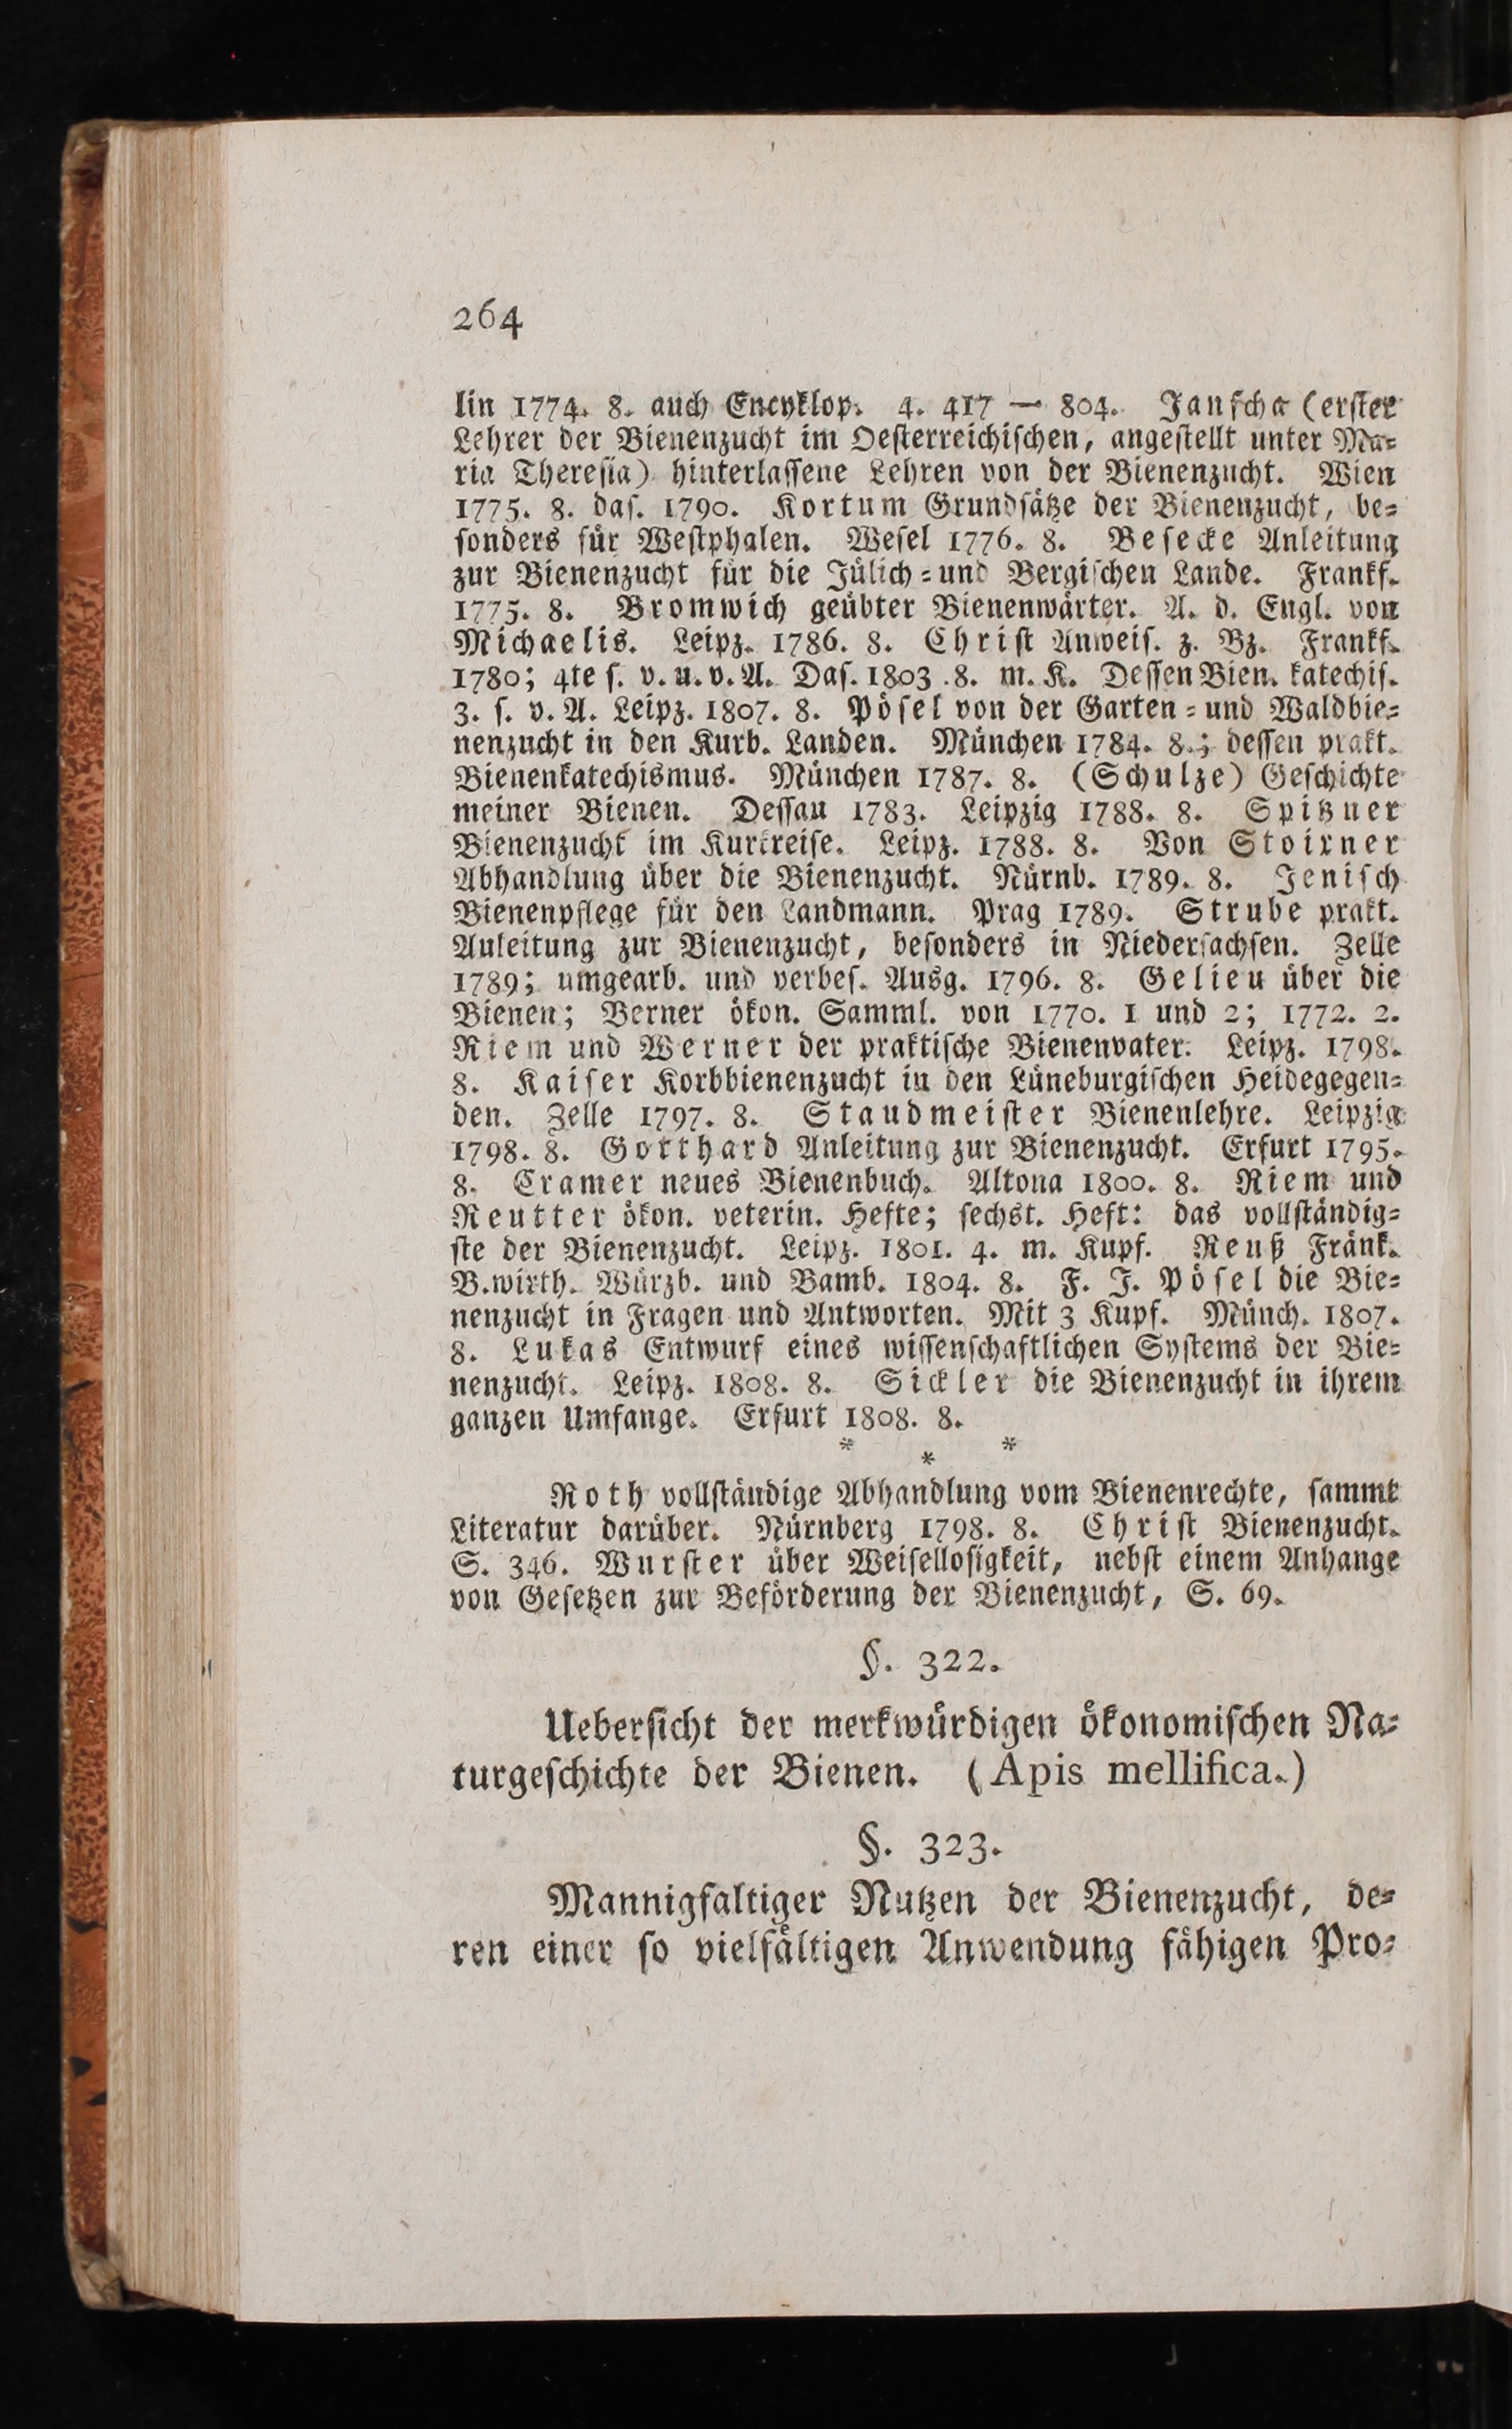 264
lin 1774. 8. auch Encyklop. 4. 417 — 804. Janſcha (erſter
Lehrer der Bienenzucht im Oeſterreichiſchen, angeſtellt unter Ma⸗
ria Thereſia) hinterlaſſene Lehren von der Bienenzucht. Wien
1775. 8. daſ. 1790. Kortum Grundſätze der Bienenzucht, be⸗
ſonders für Weſtphalen. Weſel 1776. 8. Beſecke Anleitung
zur Bienenzucht für die Jülich⸗und Bergiſchen Lande. Frankf.
1775. 8. Bromwich geübter Bienenwärter. A. d. Engl. von
Michaelis. Leipz. 1786. 8. Chriſt Anweiſ. z. Bz. Frankf.
1780; 4te ſ. v. u. v. A. Daſ. 1803 .8. m. K. Deſſen Bien. katechiſ.
3. ſ. v. A. Leipz. 1807. 8. Pöſel von der Garten⸗und Waldbie⸗
nenzucht in den Kurb. Landen. München 1784. 8.; deſſen prakt.
Bienenkatechismus. München 1787. 8. (Schulze) Geſchichte
meiner Bienen. Deſſau 1783. Leipzig 1788. 8. Spitzner
Bienenzucht im Kurkreiſe. Leipz. 1788. 8. Von Stoixner
Abhandlung über die Bienenzucht. Nürnb. 1789. 8. Jeniſch
Bienenpflege für den Landmann. Prag 1789. Strube prakt.
Anleitung zur Bienenzucht, beſonders in Niederſachſen. Zelle
1789; umgearb. und verbeſ. Ausg. 1796. 8. Gelieu über die
Bienen; Berner ökon. Samml. von 1770. 1 und 2; 1772. 2.
Riem und Werner der praktiſche Bienenvater. Leipz. 1798.
8. Kaiſer Korbbienenzucht in den Lüneburgiſchen Heidegegen⸗
den. Zelle 1797. 8. Staudmeiſter Bienenlehre. Leipzig
1798. 8. Gotthard Anleitung zur Bienenzucht. Erfurt 1795.
8. Cramer neues Bienenbuch. Altona 1800. 8. Riem und
Reutter ökon. veterin. Hefte; ſechst. Heft: das vollſtändig⸗
ſte der Bienenzucht. Leipz. 1801. 4. m. Kupf. Reuß Fränk.
B.wirth. Würzb. und Bamb. 1804. 8. F. J. Pöſel die Bie⸗
nenzucht in Fragen und Antworten. Mit 3 Kupf. Münch. 1807.
8. Lukas Entwurf eines wiſſenſchaftlichen Syſtems der Bie⸗
nenzucht. Leipz. 1808. 8. Sickler die Bienenzucht in ihrem
ganzen Umfange. Erfurt 1808. 8.
* * *
Roth vollſtändige Abhandlung vom Bienenrechte, ſammt
Literatur darüber. Nürnberg 1798. 8. Chriſt Bienenzucht.
S. 346. Wurſter über Weiſelloſigkeit, nebſt einem Anhange
von Geſetzen zur Beförderung der Bienenzucht, S. 69.
§. 322.
Ueberſicht der merkwürdigen ökonomiſchen Na⸗
turgeſchichte der Bienen. (Apis mellifica.)
§. 323.
Mannigfaltiger Nutzen der Bienenzucht, de⸗
ren einer ſo vielfältigen Anwendung fähigen Pro⸗